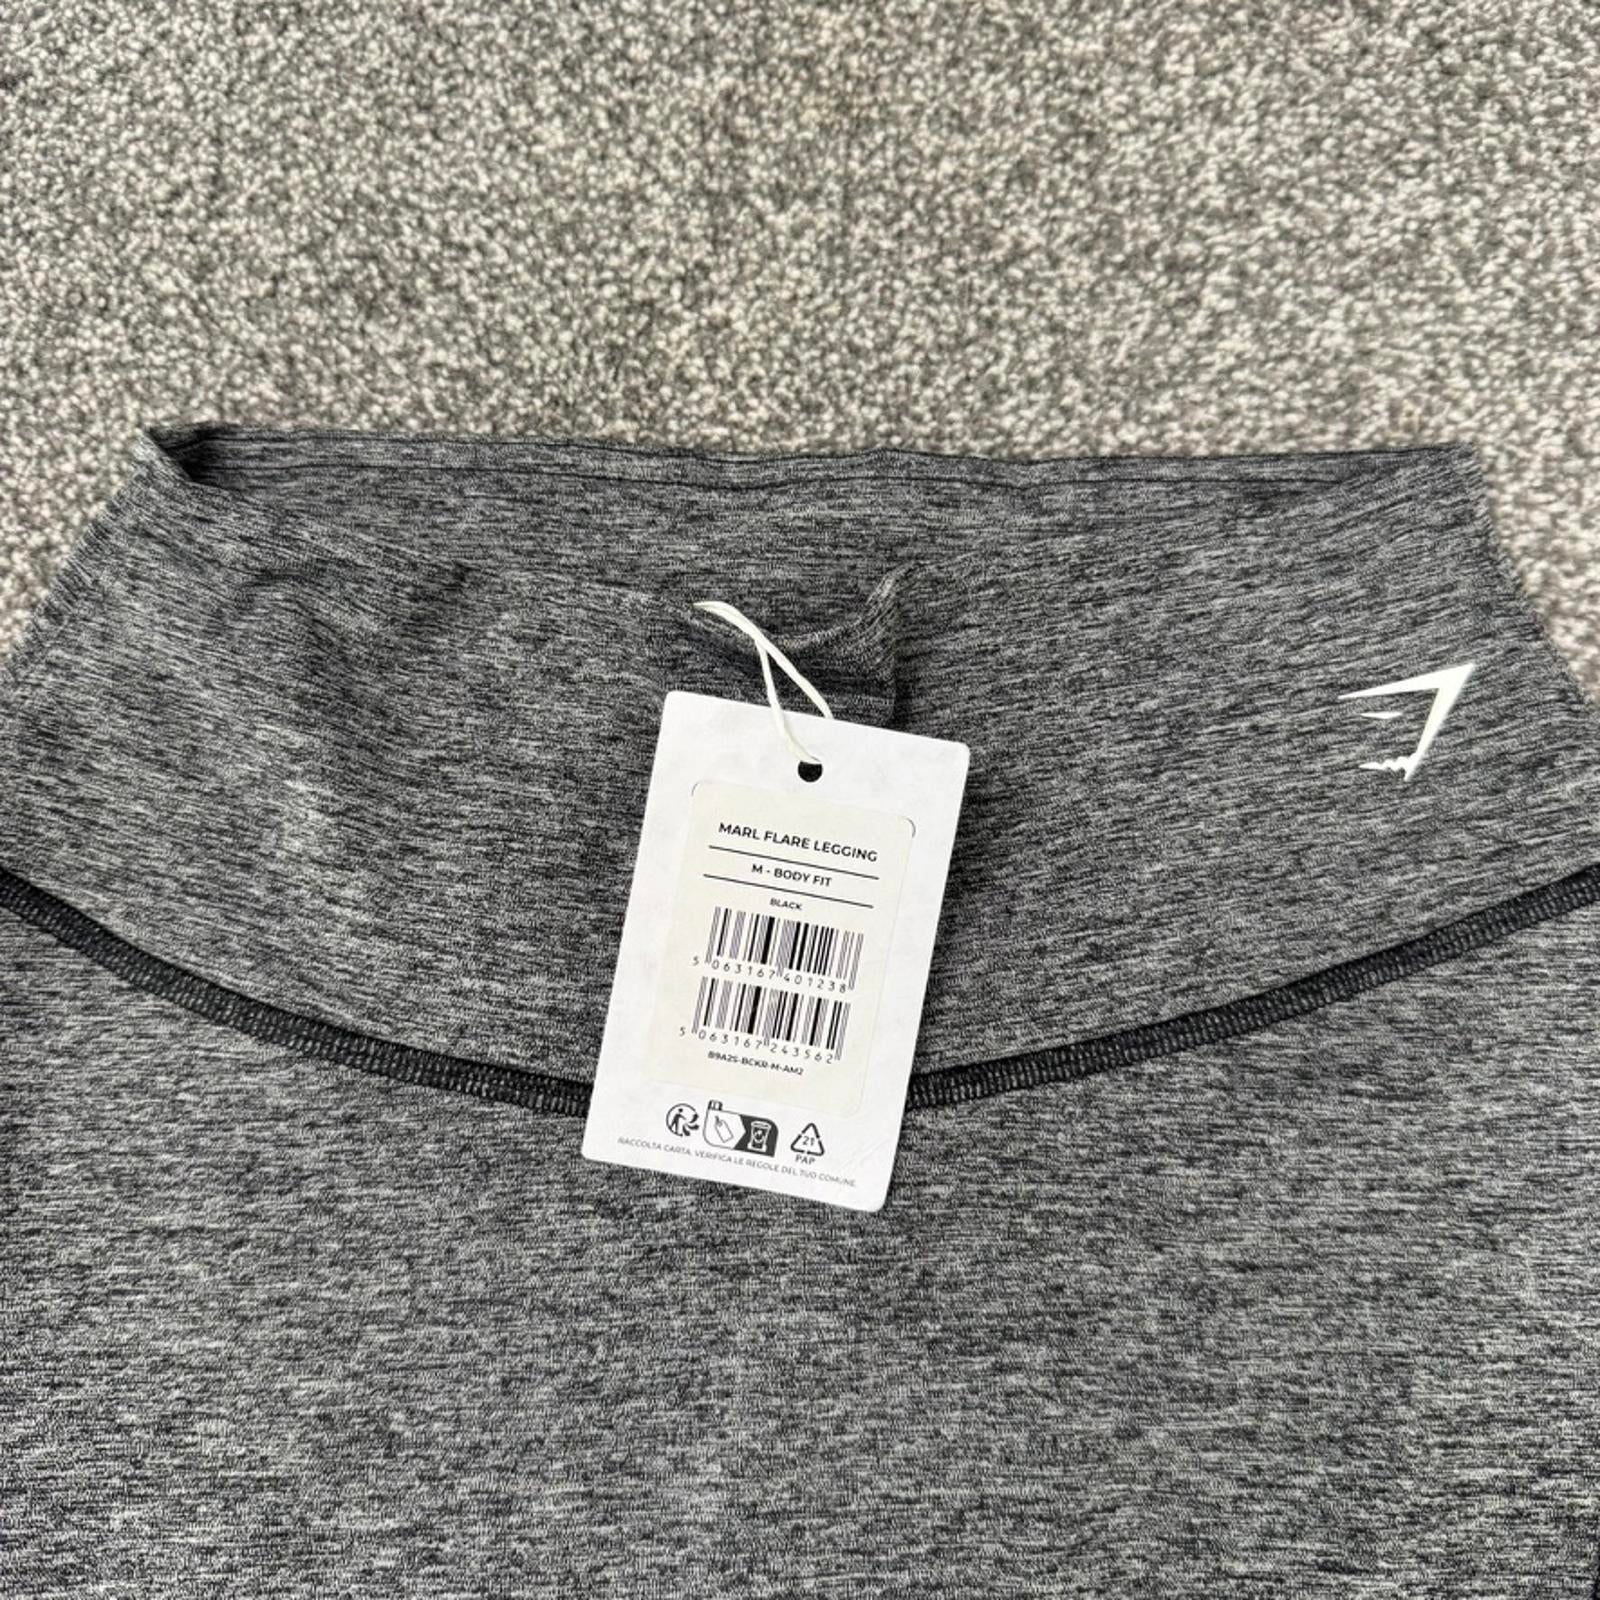 MARL FLARE LEGGING
M - BODY FIT
BLACK
5 063167 401238
5 063167 243562
B9A2S-BCKR-M-AM2
21
PAP
RACCOLTA CARTA. VERIFICA LE REGOLE DEL TUO COMUNE.